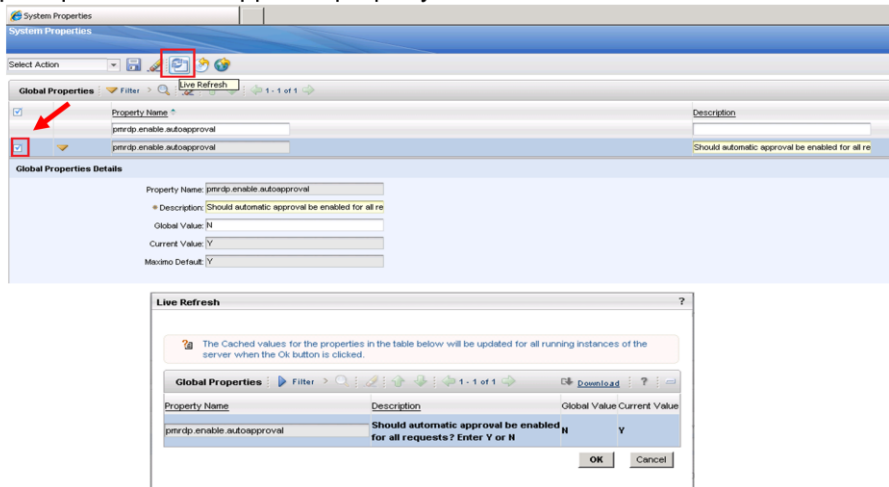 System Properties
System Properties
Select Action
Live Refresh
Global Properties Filter 1 - 1 of 1
Property Name Description
pmrdp.enable.autoapproval
pmrdp.enable.autoapproval Should automatic approval be enabled for all re
Global Properties Details
Property Name: pmrdp.enable.autoapproval
Description: Should automatic approval be enabled for all re
Global Value: N
Current Value: Y
Maximo Default: Y
Live Refresh ?
The Cached values for the properties in the table below will be updated for all running instances of the
server when the Ok button is clicked.
Global Properties Filter 1 - 1 of 1 Download ?
Property Name Description Global Value Current Value
pmrdp.enable.autoapproval Should automatic approval be enabled N Y
for all requests? Enter Y or N
OK Cancel